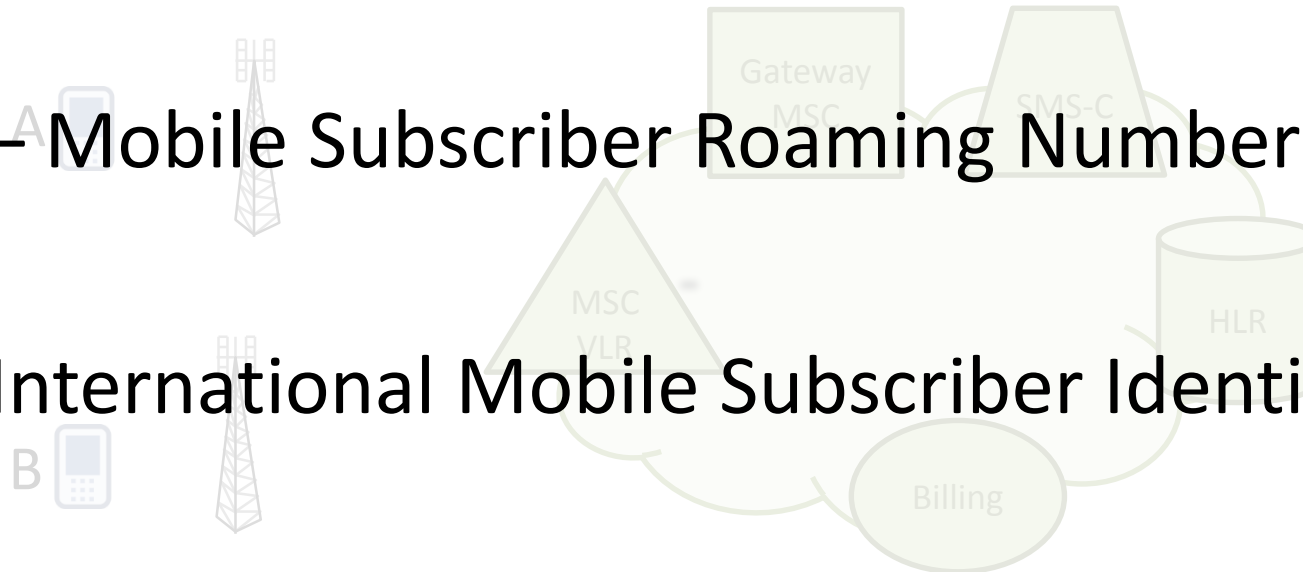 Gateway
MSC
SMS-C
A
– Mobile Subscriber Roaming Number
MSC
VLR
HLR
International Mobile Subscriber Identi
B
Billing